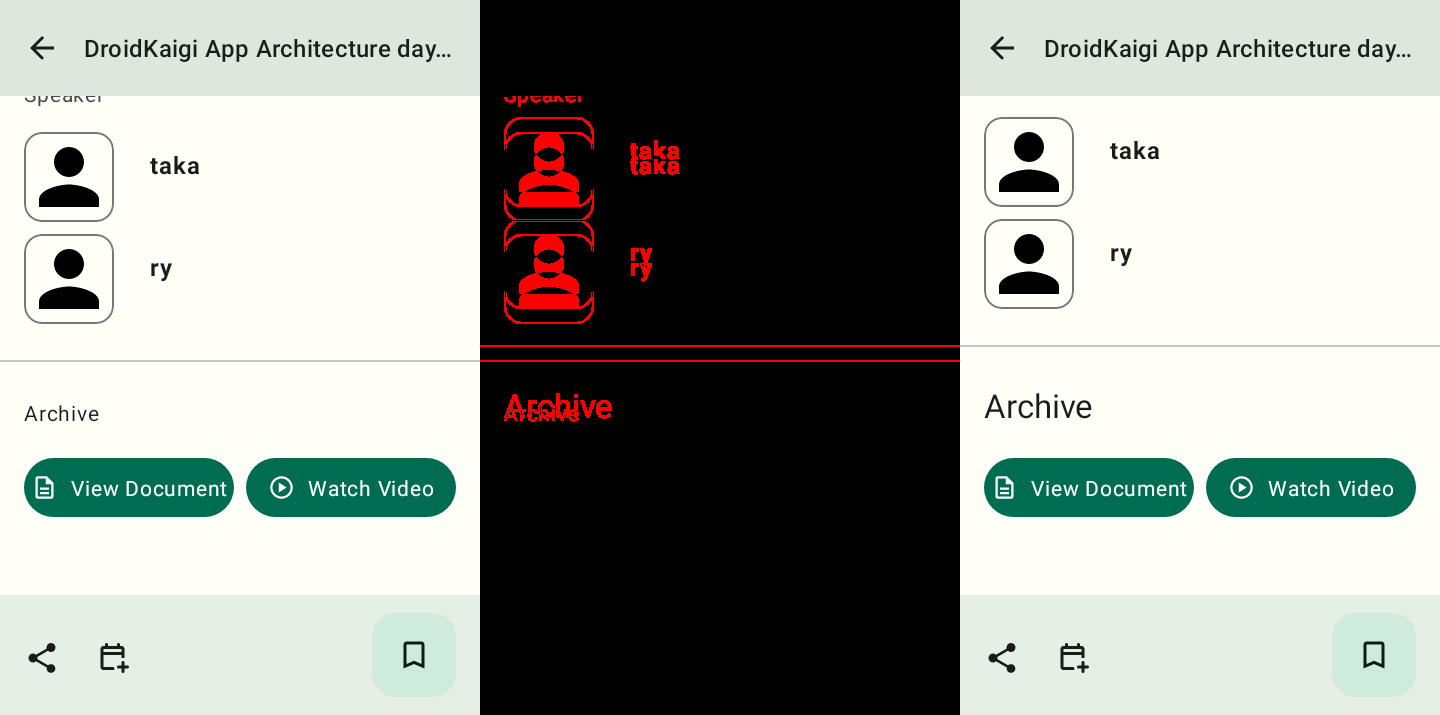 DroidKaigi App Architecture day...
Speaker
taka
ry
Archive
View Document
Watch Video
Speaker
taka
taka
ry
ry
Archive
Archive
DroidKaigi App Architecture day...
taka
ry
Archive
View Document
Watch Video